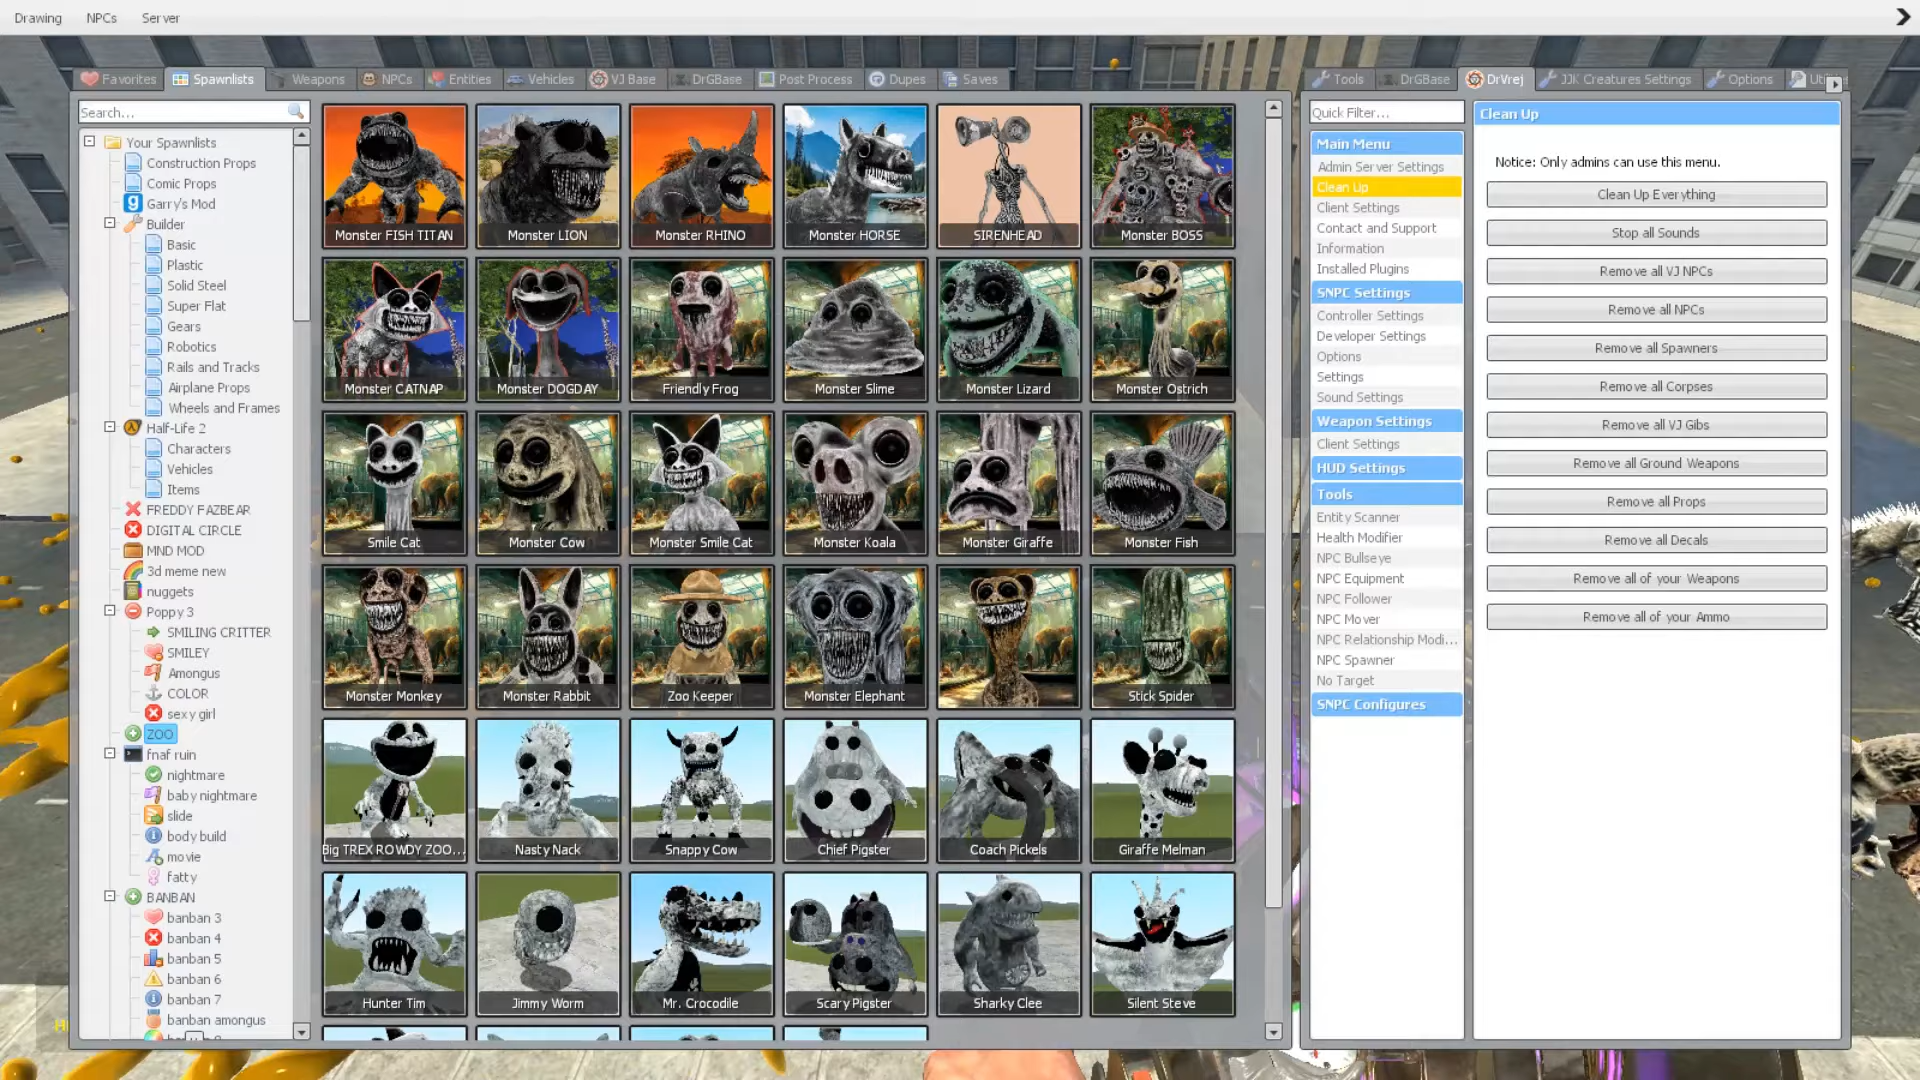 Drawing NPCs Server
Favorites Spawnlists Weapons NPCs Entities Vehicles VJ Base DrGBase Post Process Dupes Saves
Search...
Your Spawnlists
Construction Props
Comic Props
Garry's Mod
Builder
Basic
Plastic
Solid Steel
Super Flat
Gears
Robotics
Rails and Tracks
Airplane Props
Wheels and Frames
Half-Life 2
Characters
Vehicles
Items
FREDDY FAZBEAR
DIGITAL CIRCLE
MND MOD
3d meme new
nuggets
Poppy 3
SMILING CRITTER
SMILEY
Amongus
COLOR
sexy girl
ZOO
fnaf ruin
nightmare
baby nightmare
slide
body build
movie
fatty
BANBAN
banban 3
banban 4
banban 5
banban 6
banban 7
banban amongus
Monster FISH TITAN Monster LION Monster RHINO Monster HORSE SIRENHEAD Monster BOSS
Monster CATNAP Monster DOGDAY Friendly Frog Monster Slime Monster Lizard Monster Ostrich
Smile Cat Monster Cow Monster Smile Cat Monster Koala Monster Giraffe Monster Fish
Monster Monkey Monster Rabbit Zoo Keeper Monster Elephant Stick Spider
Big TREX ROWDY ZOO... Nasty Nack Snappy Cow Chief Pigster Coach Pickels Giraffe Melman
Hunter Tim Jimmy Worm Mr. Crocodile Scary Pigster Sharky Clee Silent Steve
Tools DrGBase DrVrej JJK Creatures Settings Options
Quick Filter...
Main Menu
Admin Server Settings
Clean Up
Client Settings
Contact and Support
Information
Installed Plugins
SNPC Settings
Controller Settings
Developer Settings
Options
Settings
Sound Settings
Weapon Settings
Client Settings
HUD Settings
Tools
Entity Scanner
Health Modifier
NPC Bullseye
NPC Equipment
NPC Follower
NPC Mover
NPC Relationship Modi...
NPC Spawner
No Target
SNPC Configures
Clean Up
Notice: Only admins can use this menu.
Clean Up Everything
Stop all Sounds
Remove all VJ NPCs
Remove all NPCs
Remove all Spawners
Remove all Corpses
Remove all VJ Gibs
Remove all Ground Weapons
Remove all Props
Remove all Decals
Remove all of your Weapons
Remove all of your Ammo